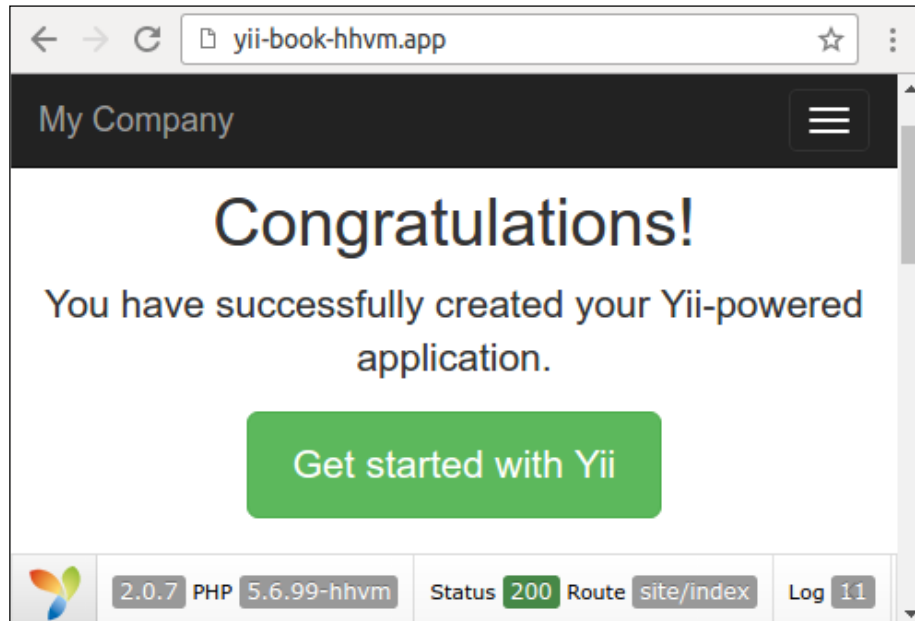 yii-book-hhvm.app
My Company
Congratulations!
You have successfully created your Yii-powered
application.
Get started with Yii
2.0.7 PHP 5.6.99-hhvm Status 200 Route site/index Log 11